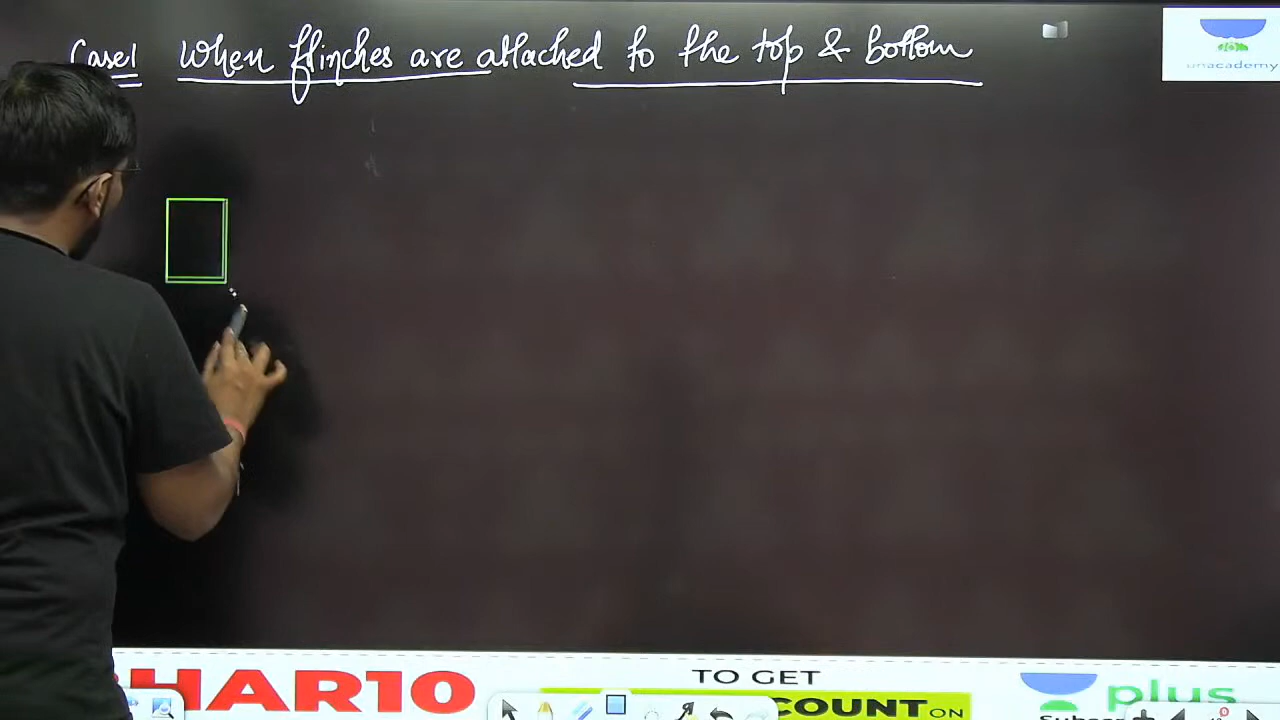 Case1 When flinches are attached to the top & bottom
unacademy
HAR10
TO GET
COUNT ON
plus